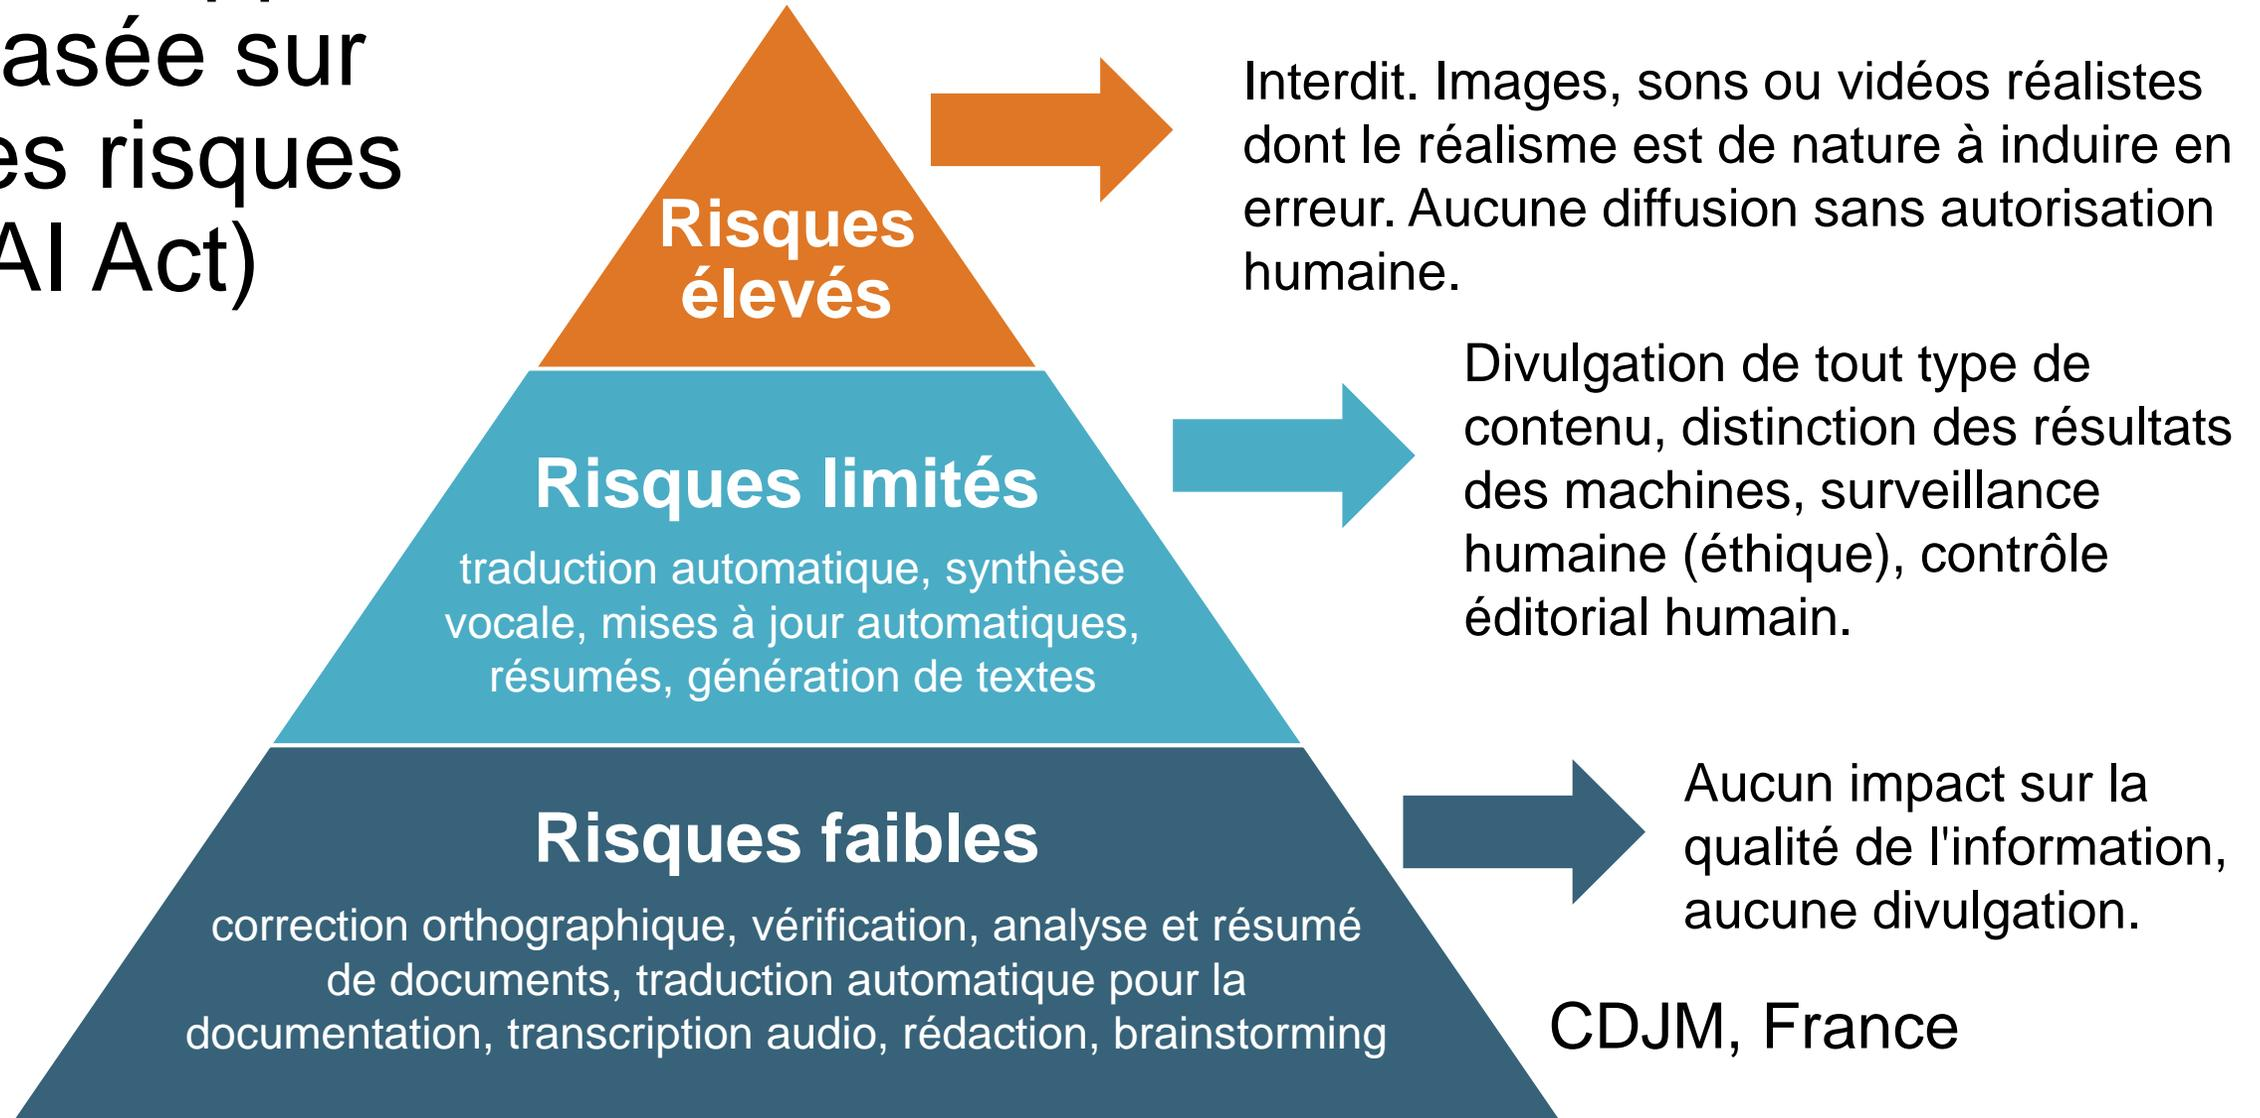 asée sur
es risques
AI Act)
Risques
élevés
Interdit. Images, sons ou vidéos réalistes
dont le réalisme est de nature à induire en
erreur. Aucune diffusion sans autorisation
humaine.
Risques limités
traduction automatique, synthèse
vocale, mises à jour automatiques,
résumés, génération de textes
Divulgation de tout type de
contenu, distinction des résultats
des machines, surveillance
humaine (éthique), contrôle
éditorial humain.
Risques faibles
correction orthographique, vérification, analyse et résumé
de documents, traduction automatique pour la
documentation, transcription audio, rédaction, brainstorming
Aucun impact sur la
qualité de l'information,
aucune divulgation.
CDJM, France